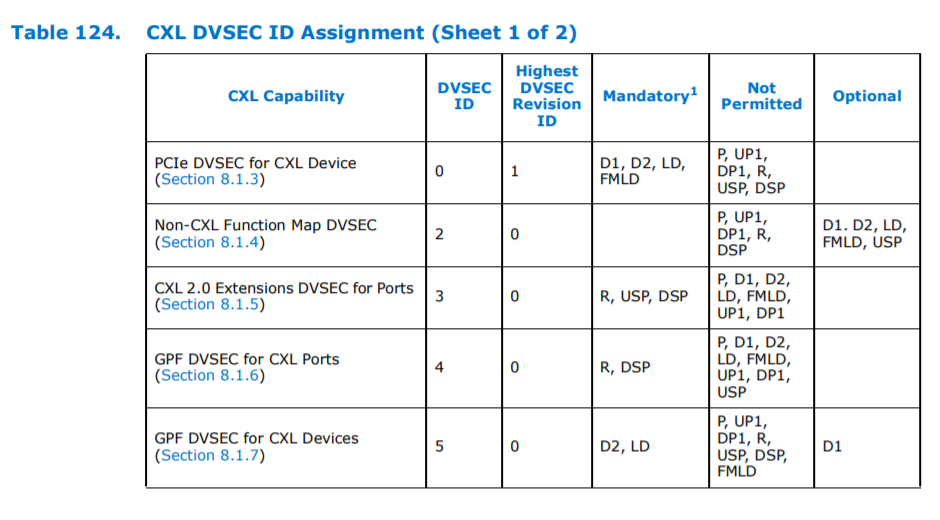 Table 124. CXL DVSEC ID Assignment (Sheet 1 of 2)
CXL Capability
DVSEC
ID
Highest
DVSEC
Revision
ID
Mandatory1
Not
Permitted
Optional
PCIe DVSEC for CXL Device
(Section 8.1.3)
0
1
D1, D2, LD,
FMLD
P, UP1,
DP1, R,
USP, DSP
Non-CXL Function Map DVSEC
(Section 8.1.4)
2
0
P, UP1,
DP1, R,
DSP
D1. D2, LD,
FMLD, USP
CXL 2.0 Extensions DVSEC for Ports
(Section 8.1.5)
3
0
R, USP, DSP
P, D1, D2,
LD, FMLD,
UP1, DP1
GPF DVSEC for CXL Ports
(Section 8.1.6)
4
0
R, DSP
P, D1, D2,
LD, FMLD,
UP1, DP1,
USP
GPF DVSEC for CXL Devices
(Section 8.1.7)
5
0
D2, LD
P, UP1,
DP1, R,
USP, DSP,
FMLD
D1